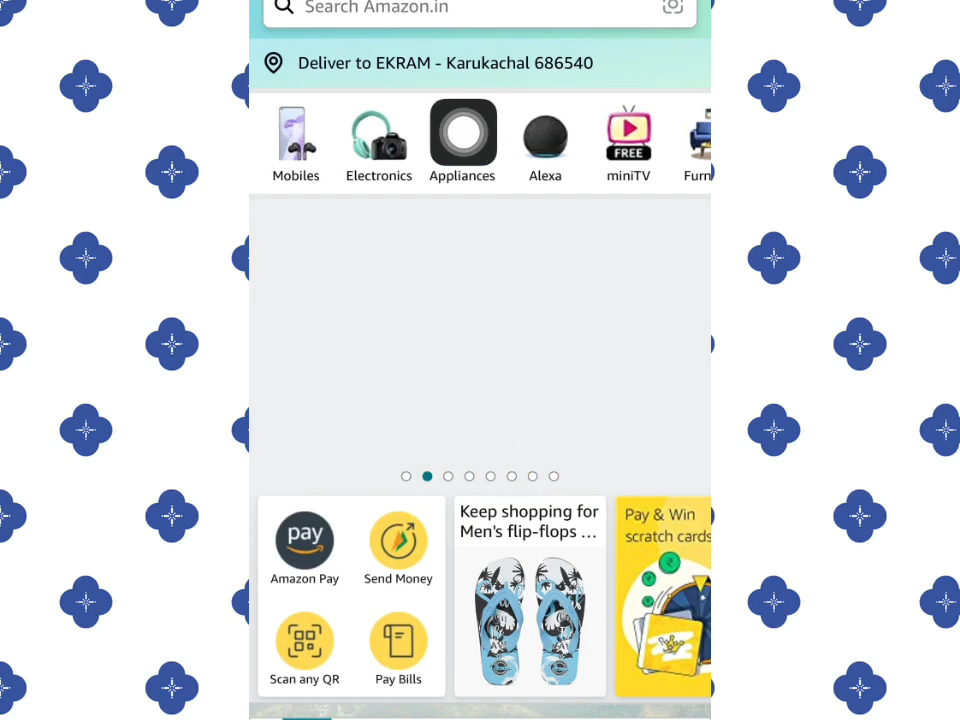 Search Amazon.in
Deliver to EKRAM - Karukachal 686540
FREE
Mobiles
Electronics
Appliances
Alexa
miniTV
Furn
Keep shopping for
Men's flip-flops ...
Pay & Win
scratch cards
pay
Amazon Pay
Send Money
Scan any QR
Pay Bills